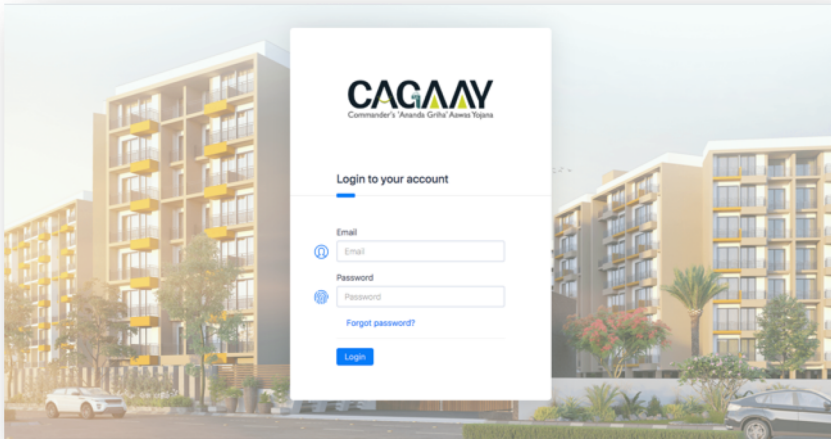 CAGAAY
Commander's 'Ananda Griha' Aawas Yojana
Login to your account
Email
Email
Password
Password
Forgot password?
Login